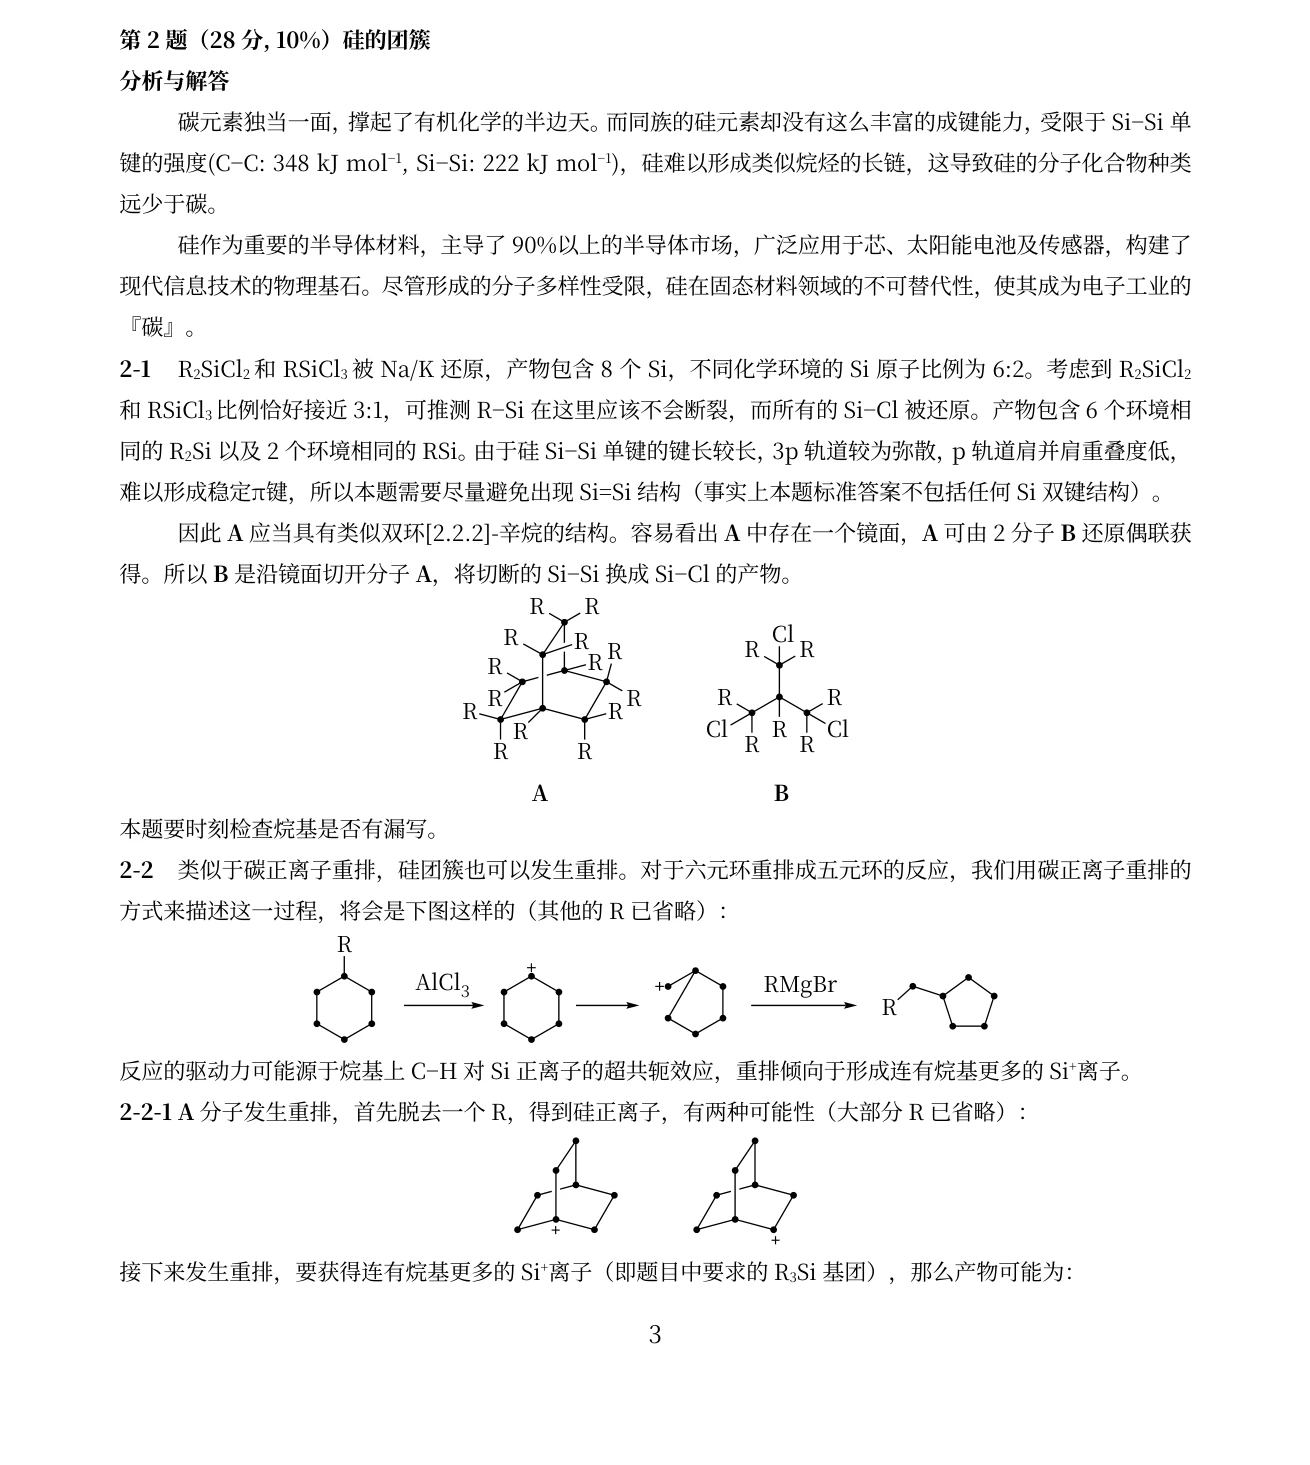 第 2 题（28 分, 10%）硅的团簇
分析与解答
碳元素独当一面, 撑起了有机化学的半边天。而同族的硅元素却没有这么丰富的成键能力, 受限于 Si−Si 单
键的强度(C−C: 348 kJ mol⁻¹, Si−Si: 222 kJ mol⁻¹)，硅难以形成类似烷烃的长链，这导致硅的分子化合物种类
远少于碳。
硅作为重要的半导体材料，主导了 90%以上的半导体市场，广泛应用于芯、太阳能电池及传感器，构建了
现代信息技术的物理基石。尽管形成的分子多样性受限，硅在固态材料领域的不可替代性，使其成为电子工业的
『碳』。
2-1 R₂SiCl₂ 和 RSiCl₃ 被 Na/K 还原，产物包含 8 个 Si，不同化学环境的 Si 原子比例为 6:2。考虑到 R₂SiCl₂
和 RSiCl₃ 比例恰好接近 3:1，可推测 R−Si 在这里应该不会断裂，而所有的 Si−Cl 被还原。产物包含 6 个环境相
同的 R₂Si 以及 2 个环境相同的 RSi。由于硅 Si−Si 单键的键长较长, 3p 轨道较为弥散, p 轨道肩并肩重叠度低,
难以形成稳定π键，所以本题需要尽量避免出现 Si=Si 结构（事实上本题标准答案不包括任何 Si 双键结构）。
因此 A 应当具有类似双环[2.2.2]-辛烷的结构。容易看出 A 中存在一个镜面，A 可由 2 分子 B 还原偶联获
得。所以 B 是沿镜面切开分子 A，将切断的 Si−Si 换成 Si−Cl 的产物。
R R
R R
R R R
R R
R R R
R R
Cl
R R
R R
Cl R Cl
R R
A B
本题要时刻检查烷基是否有漏写。
2-2 类似于碳正离子重排，硅团簇也可以发生重排。对于六元环重排成五元环的反应，我们用碳正离子重排的
方式来描述这一过程，将会是下图这样的（其他的 R 已省略）:
R
AlCl₃ + + RMgBr R
反应的驱动力可能源于烷基上 C−H 对 Si 正离子的超共轭效应，重排倾向于形成连有烷基更多的 Si⁺离子。
2-2-1 A 分子发生重排，首先脱去一个 R，得到硅正离子，有两种可能性（大部分 R 已省略）:
+ +
接下来发生重排，要获得连有烷基更多的 Si⁺离子（即题目中要求的 R₃Si 基团）, 那么产物可能为:
3